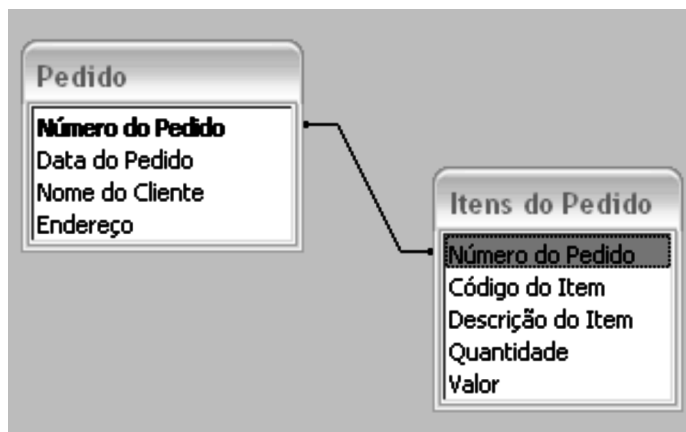 Pedido
Número do Pedido
Data do Pedido
Nome do Cliente
Endereço
Itens do Pedido
Número do Pedido
Código do Item
Descrição do Item
Quantidade
Valor